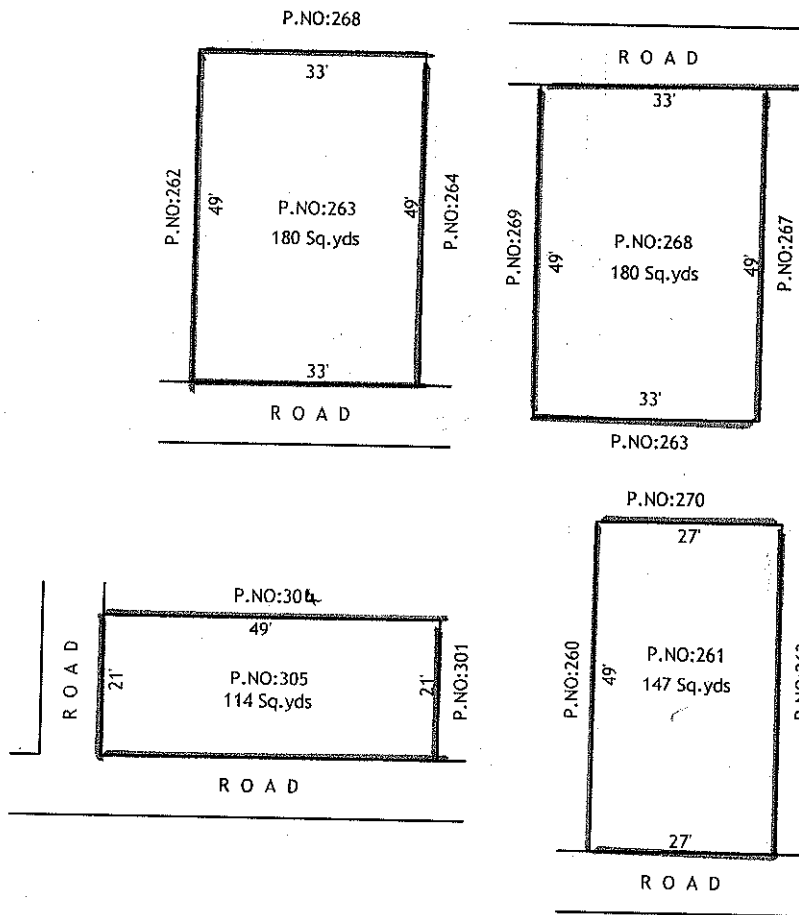 P.NO:268
33'
P.NO:262
49'
P.NO:263
180 Sq.yds
49'
P.NO:264
33'
ROAD
ROAD
33'
P.NO:269
49'
P.NO:268
180 Sq.yds
49'
P.NO:267
33'
P.NO:263
P.NO:304
49'
ROAD
21'
P.NO:305
114 Sq.yds
21'
P.NO:301
ROAD
P.NO:270
27'
P.NO:260
49'
P.NO:261
147 Sq.yds
27'
ROAD